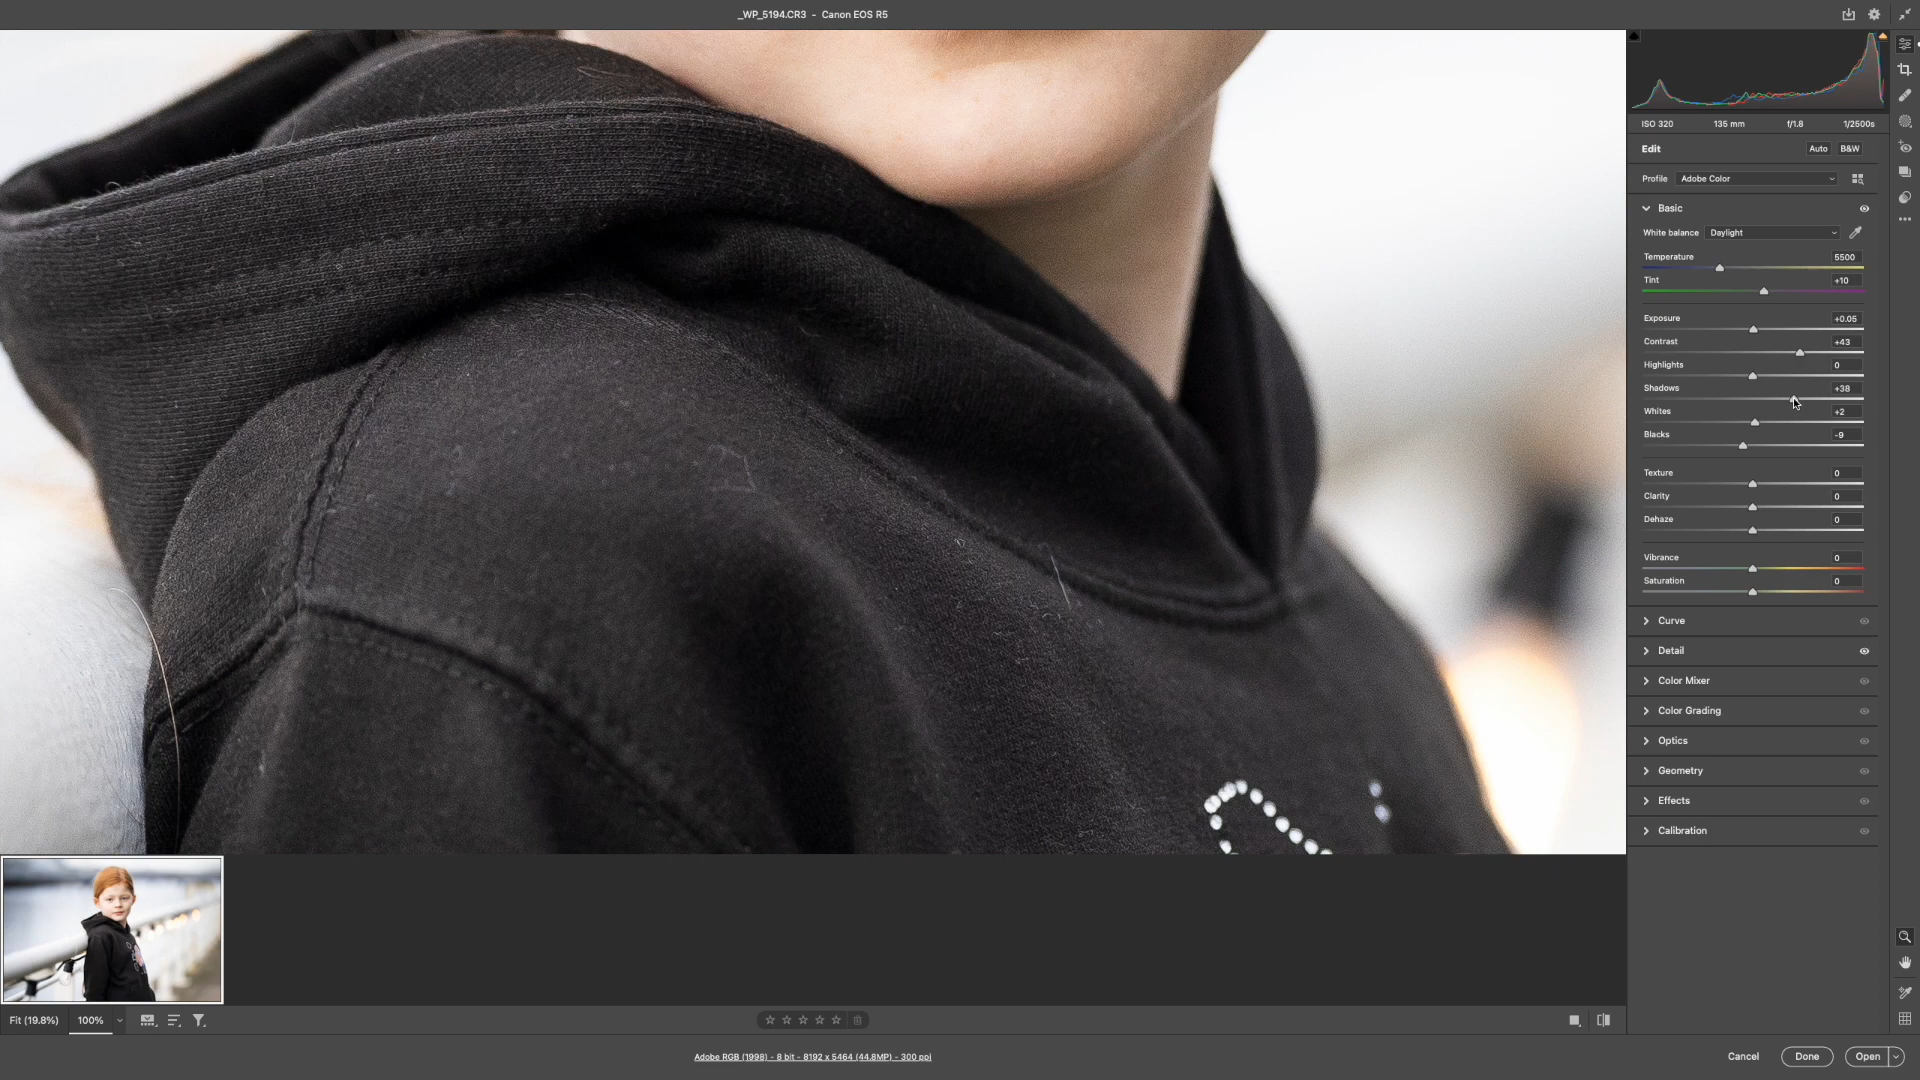 _WP_5194.CR3 - Canon EOS R5
ISO 320 135 mm f/1.8 1/2500s
Edit Auto B&W
Profile Adobe Color
Basic
White balance Daylight
Temperature 5500
Tint +10
Exposure +0.05
Contrast +43
Highlights 0
Shadows +38
Whites +2
Blacks -9
Texture 0
Clarity 0
Dehaze 0
Vibrance 0
Saturation 0
Curve
Detail
Color Mixer
Color Grading
Optics
Geometry
Effects
Calibration
Fit (19.8%) 100%
Adobe RGB (1998) - 8 bit - 8192 x 5464 (44.8MP) - 300 ppi
Cancel Done Open